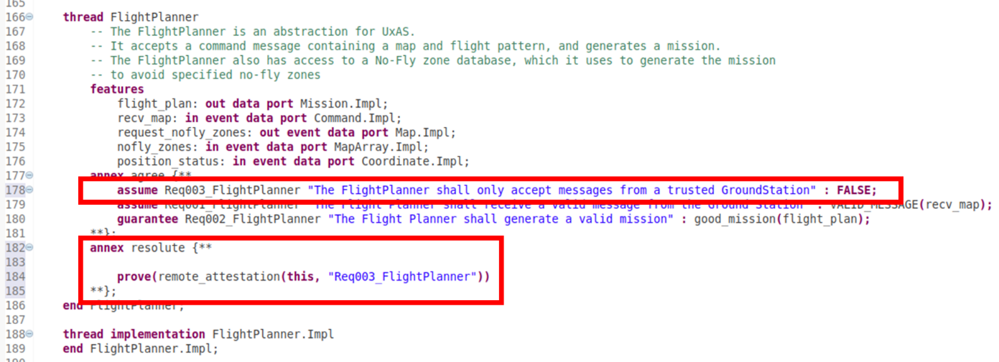 165
166 thread FlightPlanner
167 -- The FlightPlanner is an abstraction for UxAS.
168 -- It accepts a command message containing a map and flight pattern, and generates a mission.
169 -- The FlightPlanner also has access to a No-Fly zone database, which it uses to generate the mission
170 -- to avoid specified no-fly zones
171 features
172 flight_plan: out data port Mission.Impl;
173 recv_map: in event data port Command.Impl;
174 request_nofly_zones: out event data port Map.Impl;
175 nofly_zones: in event data port MapArray.Impl;
176 position_status: in event data port Coordinate.Impl;
177 annex agree {**
178 assume Req003_FlightPlanner "The FlightPlanner shall only accept messages from a trusted GroundStation" : FALSE;
179 assume Req001_FlightPlanner "The Flight Planner shall receive a valid message from the Ground Station" : VALID_MESSAGE(recv_map);
180 guarantee Req002_FlightPlanner "The Flight Planner shall generate a valid mission" : good_mission(flight_plan);
181 **};
182 annex resolute {**
183
184 prove(remote_attestation(this, "Req003_FlightPlanner"))
185 **};
186 end FlightPlanner;
187
188 thread implementation FlightPlanner.Impl
189 end FlightPlanner.Impl;
190